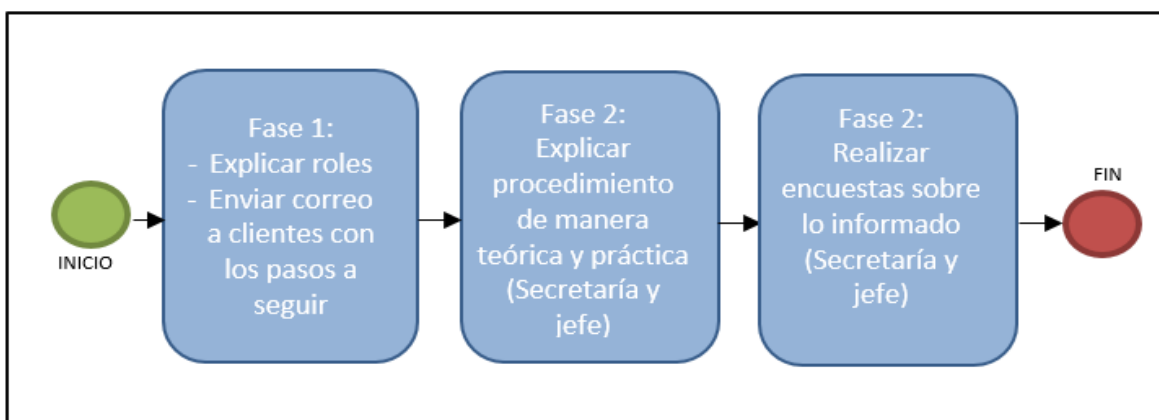 INICIO
Fase 1:
- Explicar roles
- Enviar correo
a clientes con
los pasos a
seguir
Fase 2:
Explicar
procedimiento
de manera
teórica y práctica
(Secretaría y
jefe)
Fase 2:
Realizar
encuestas sobre
lo informado
(Secretaría y
jefe)
FIN